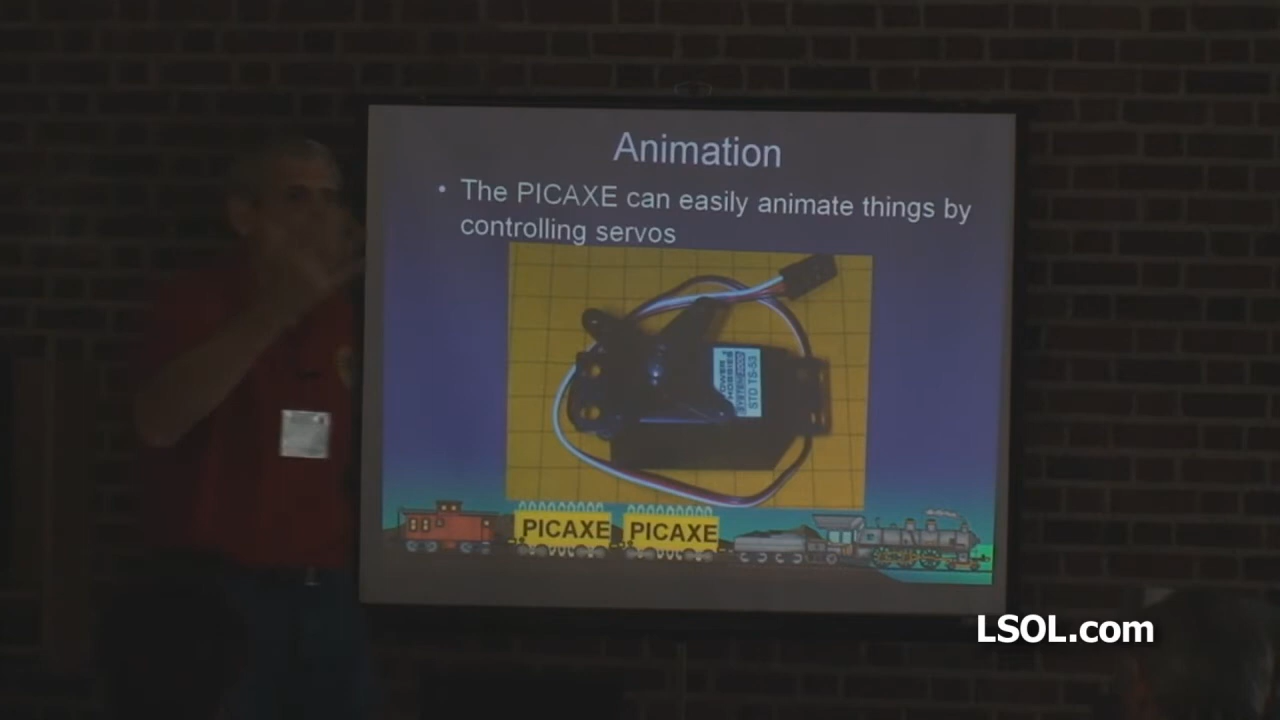 Animation
• The PICAXE can easily animate things by
controlling servos
STD TS-53
PICAXE PICAXE
LSOL.com